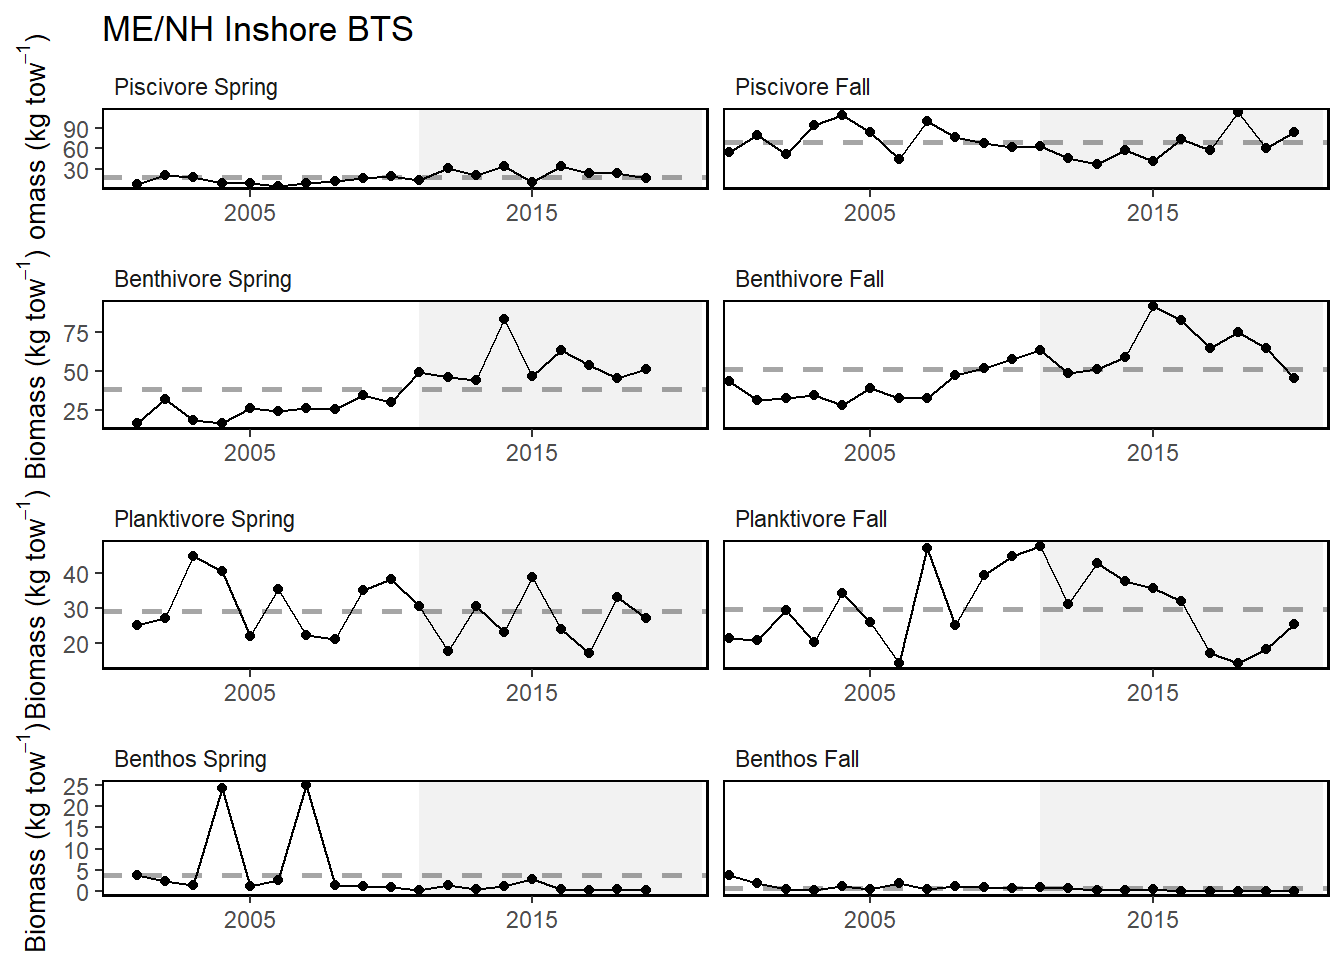 ME/NH Inshore BTS
Piscivore Spring
Piscivore Fall
omass (kg tow⁻¹)
90
60
30
2005
2015
2005
2015
Benthivore Spring
Benthivore Fall
Biomass (kg tow⁻¹)
75
50
25
2005
2015
2005
2015
Planktivore Spring
Planktivore Fall
Biomass (kg tow⁻¹)
40
30
20
2005
2015
2005
2015
Benthos Spring
Benthos Fall
Biomass (kg tow⁻¹)
25
20
15
10
5
0
2005
2015
2005
2015